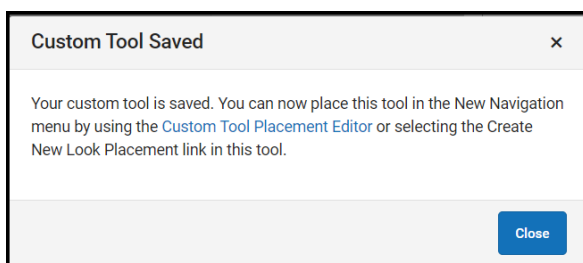 Custom Tool Saved ×
Your custom tool is saved. You can now place this tool in the New Navigation
menu by using the Custom Tool Placement Editor or selecting the Create
New Look Placement link in this tool.
Close